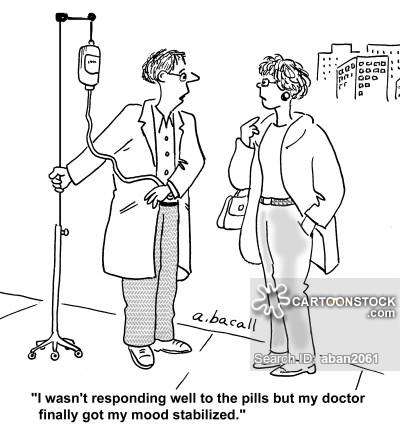 a.bacall
CARTOONSTOCK
.com
Search ID: aban2061
"I wasn't responding well to the pills but my doctor
finally got my mood stabilized."